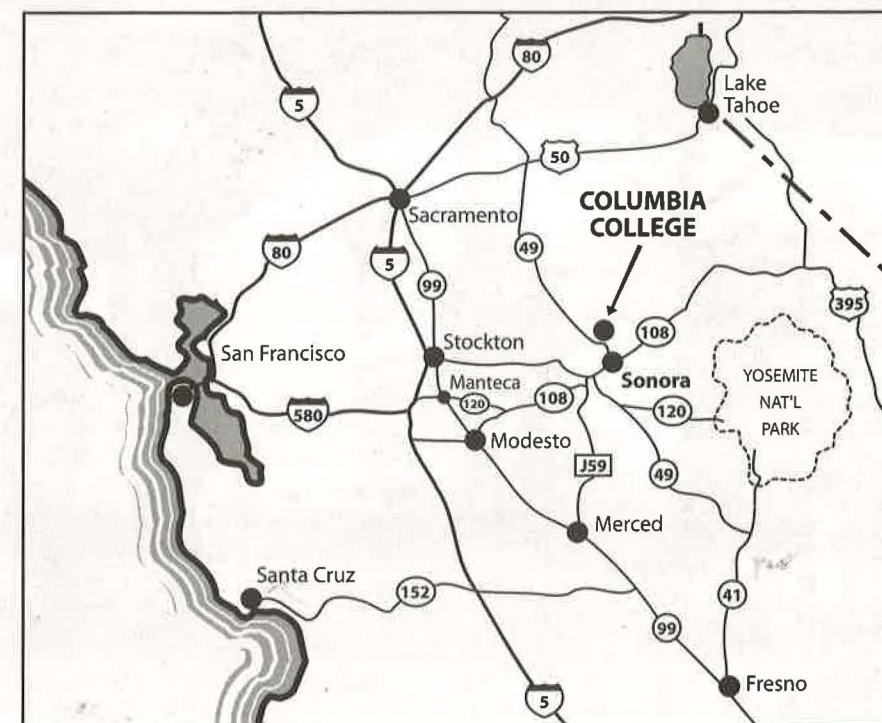 80
5
Lake
Tahoe
50
COLUMBIA
COLLEGE
Sacramento
49
80
5
99
395
108
Stockton
San Francisco
Sonora
YOSEMITE
NAT'L
PARK
Manteca
120
108
120
580
Modesto
J59
49
Merced
Santa Cruz
152
41
99
Fresno
5